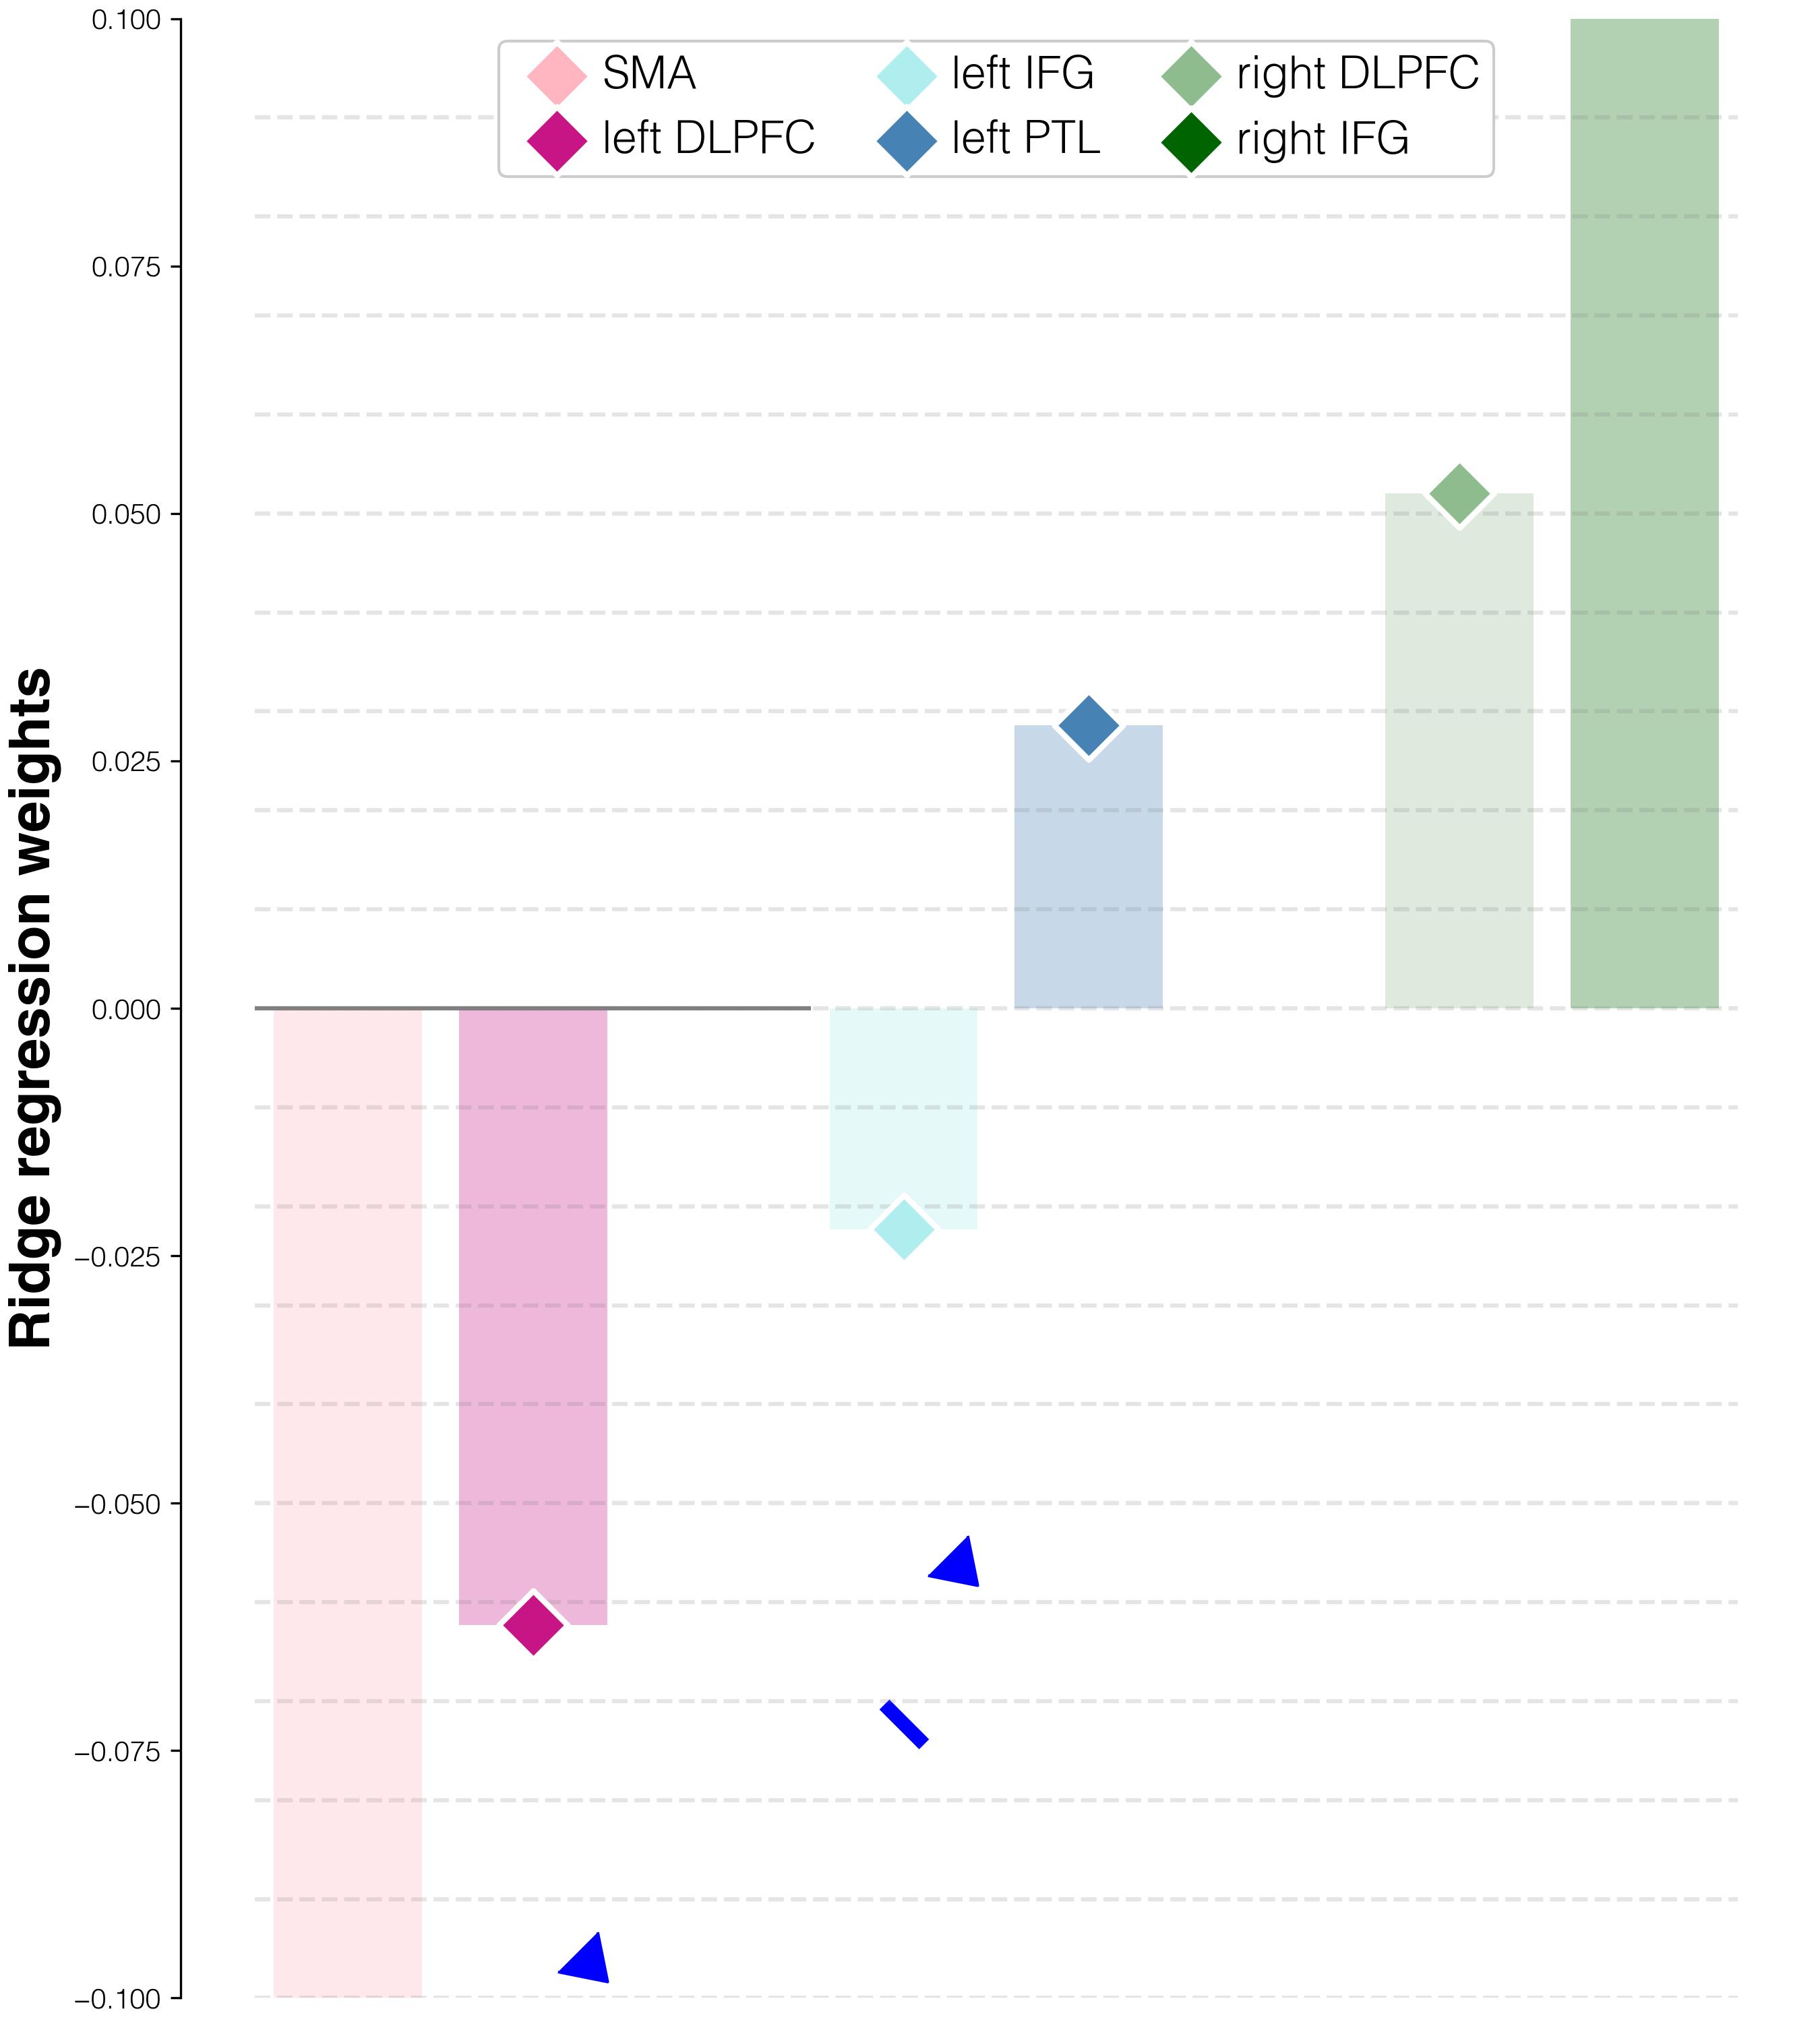 0.100
0.075
0.050
0.025
0.000
−0.025
−0.050
−0.075
−0.100
Ridge regression weights
SMA
left DLPFC
left IFG
left PTL
right DLPFC
right IFG